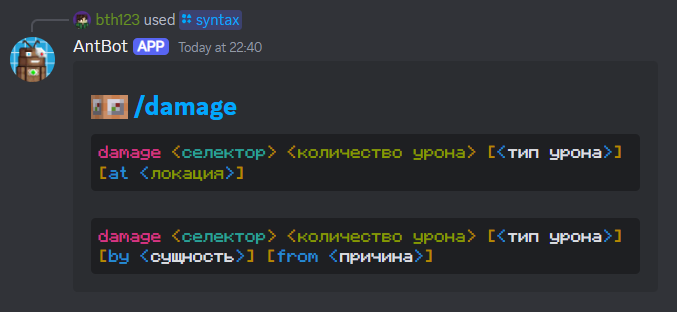 bth123 used syntax
AntBot APP Today at 22:40
/damage
damage <селектор> <количество урона> [<тип урона>]
[at <локация>]
damage <селектор> <количество урона> [<тип урона>]
[by <сущность>] [from <причина>]